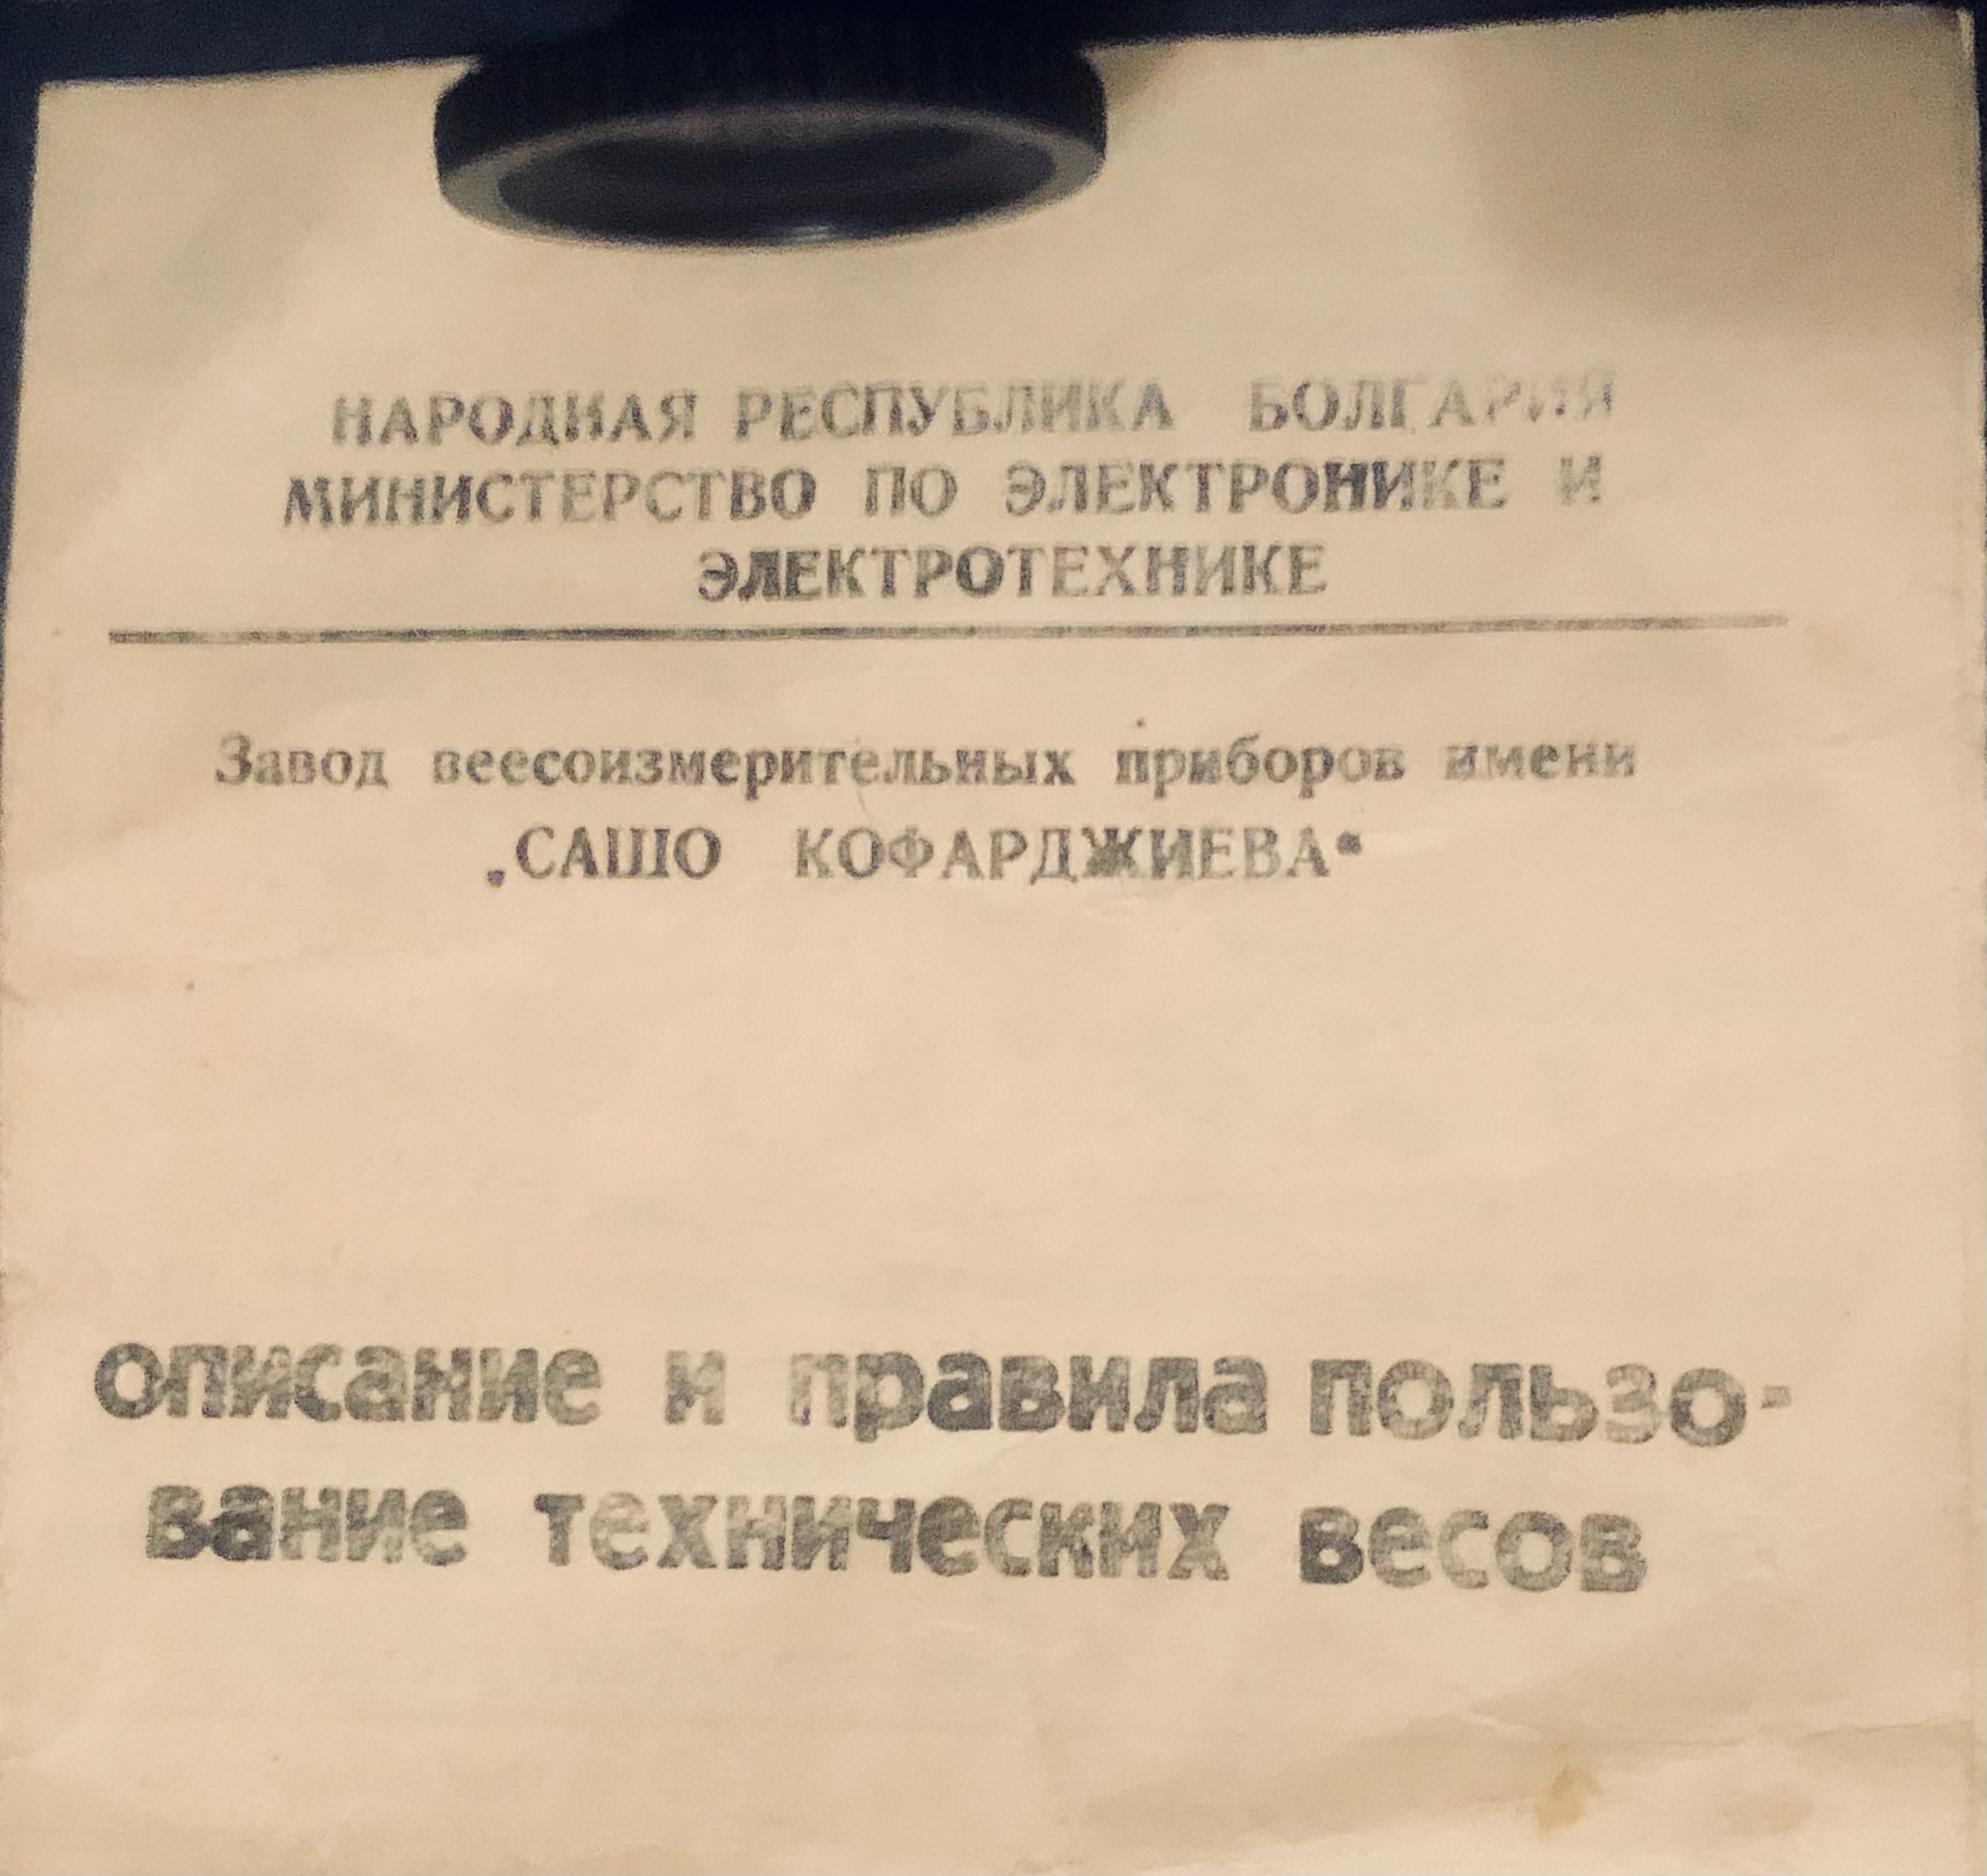 НАРОДНАЯ РЕСПУБЛИКА БОЛГАРИЯ
МИНИСТЕРСТВО ПО ЭЛЕКТРОНИКЕ И
ЭЛЕКТРОТЕХНИКЕ
Завод веесоизмерительных приборов имени
„САШО КОФАРДЖИЕВА“
описание и правила пользо-
вание технических весов